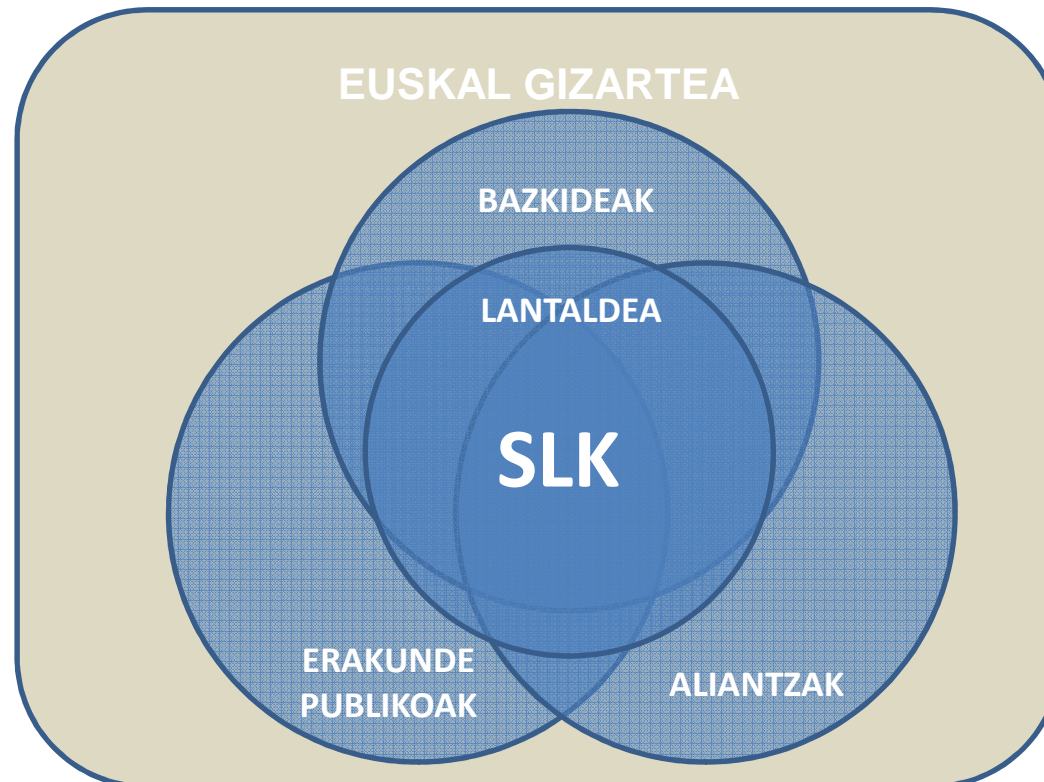 EUSKAL GIZARTEA
BAZKIDEAK
LANTALDEA
SLK
ERAKUNDE
PUBLIKOAK
ALIANTZAK